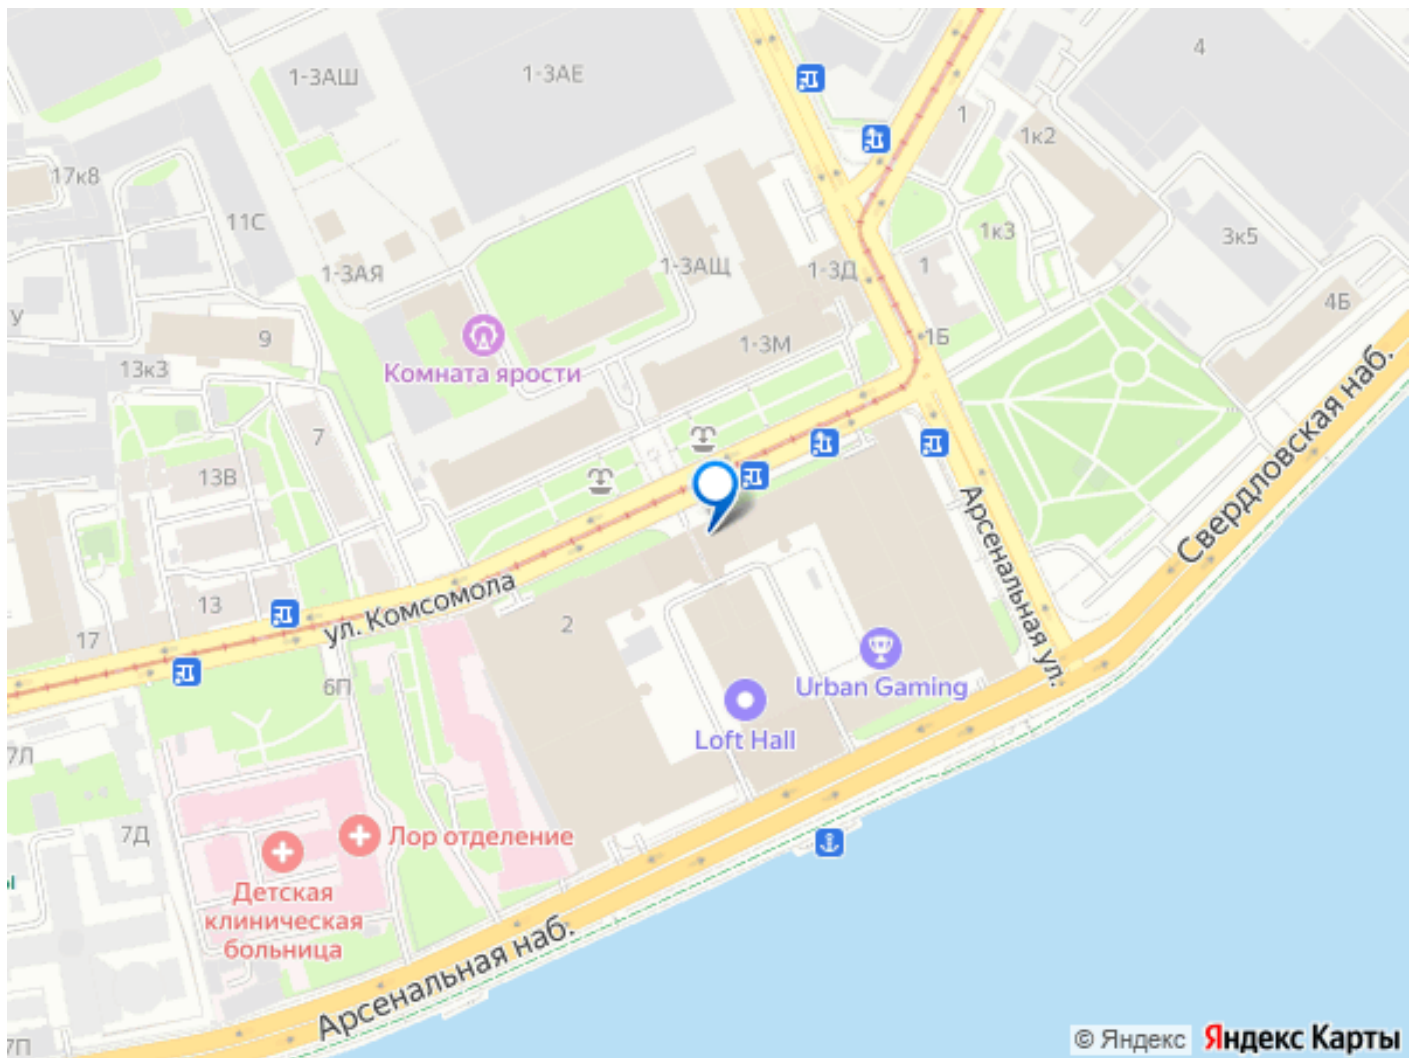 4
1-3АШ
1-3АЕ
1
1к2
17к8
11С
1к3
3к5
1-3АЯ
1-3АЩ
1-3Д
1
4Б
У
9
1-3М
1Б
13к3
Комната ярости
7
13В
Свердловская наб.
Арсенальная ул.
ул. Комсомола
13
2
17
6П
Urban Gaming
Loft Hall
7Л
7Д
Лор отделение
ы
Детская
клиническая
больница
Арсенальная наб.
7П
© Яндекс
Яндекс Карты